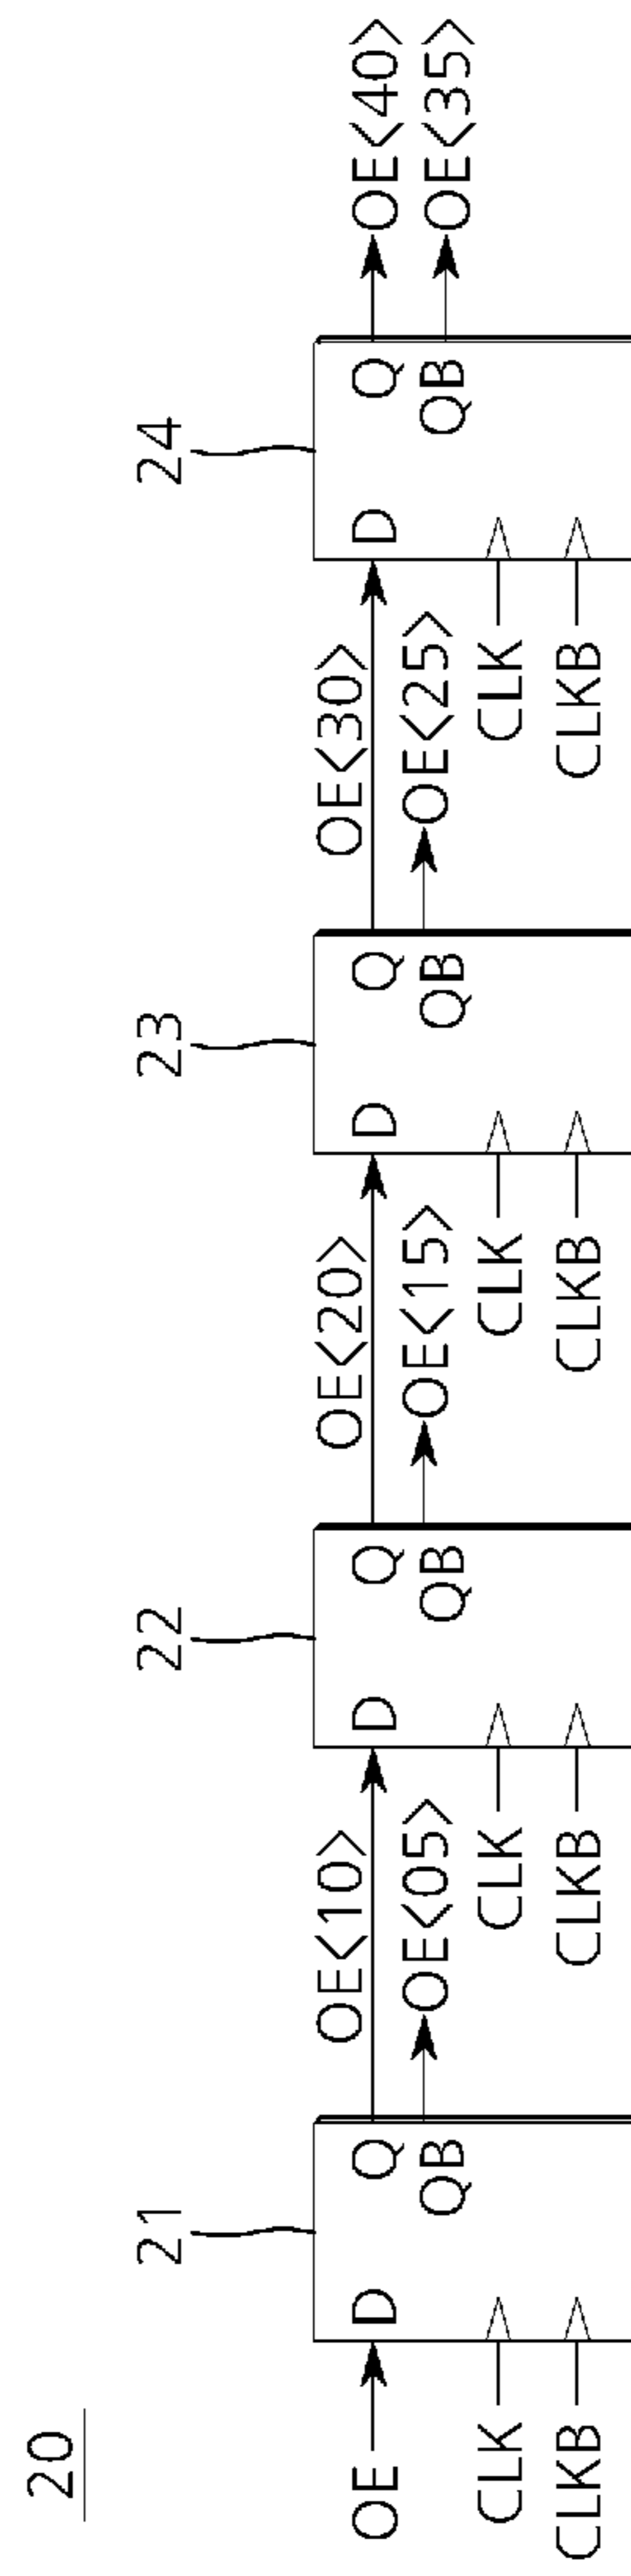 20
21 22 23 24
OE D Q OE<10> D Q OE<20> D Q OE<30> D Q OE<40>
QB OE<05> QB OE<15> QB OE<25> QB OE<35>
CLK CLK CLK CLK
CLKB CLKB CLKB CLKB